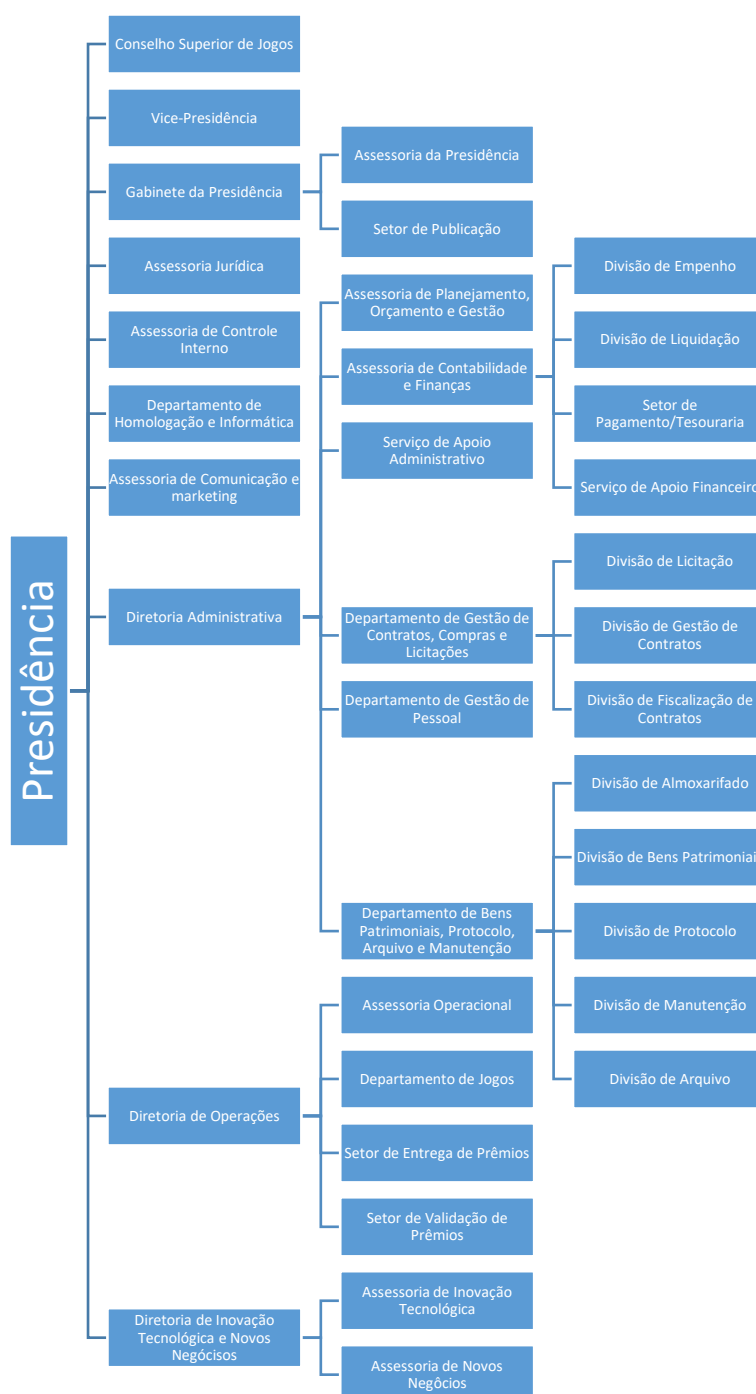 Presidência
Conselho Superior de Jogos
Vice-Presidência
Gabinete da Presidência
Assessoria da Presidência
Setor de Publicação
Assessoria Jurídica
Assessoria de Controle
Interno
Departamento de
Homologação e Informática
Assessoria de Comunicação e
marketing
Diretoria Administrativa
Assessoria de Planejamento,
Orçamento e Gestão
Assessoria de Contabilidade
e Finanças
Divisão de Empenho
Divisão de Liquidação
Setor de
Pagamento/Tesouraria
Serviço de Apoio Financeiro
Serviço de Apoio
Administrativo
Departamento de Gestão de
Contratos, Compras e
Licitações
Divisão de Licitação
Divisão de Gestão de
Contratos
Divisão de Fiscalização de
Contratos
Departamento de Gestão de
Pessoal
Departamento de Bens
Patrimoniais, Protocolo,
Arquivo e Manutenção
Divisão de Almoxarifado
Divisão de Bens Patrimoniais
Divisão de Protocolo
Divisão de Manutenção
Divisão de Arquivo
Diretoria de Operações
Assessoria Operacional
Departamento de Jogos
Setor de Entrega de Prêmios
Setor de Validação de
Prêmios
Diretoria de Inovação
Tecnológica e Novos
Negócisos
Assessoria de Inovação
Tecnológica
Assessoria de Novos
Negôcios